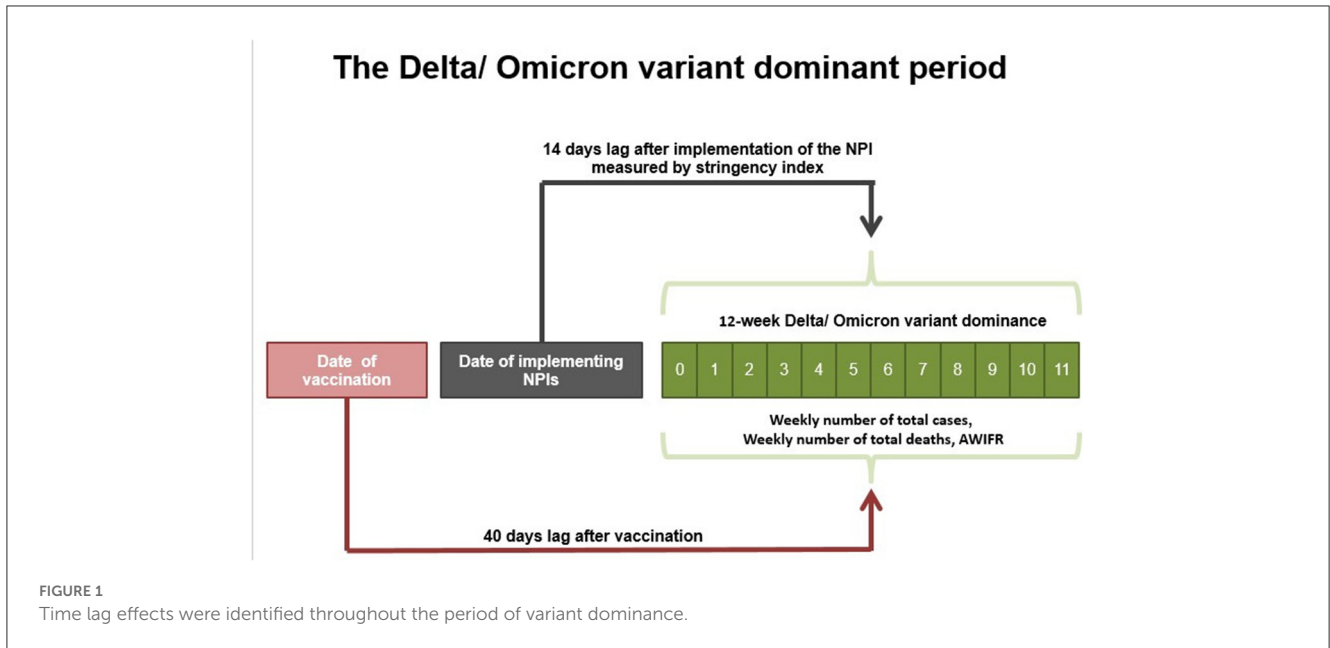 The Delta/ Omicron variant dominant period
14 days lag after implementation of the NPI
measured by stringency index
12-week Delta/ Omicron variant dominance
Date of
vaccination
Date of implementing
NPIs
0 1 2 3 4 5 6 7 8 9 10 11
Weekly number of total cases,
Weekly number of total deaths, AWIFR
40 days lag after vaccination
FIGURE 1
Time lag effects were identified throughout the period of variant dominance.